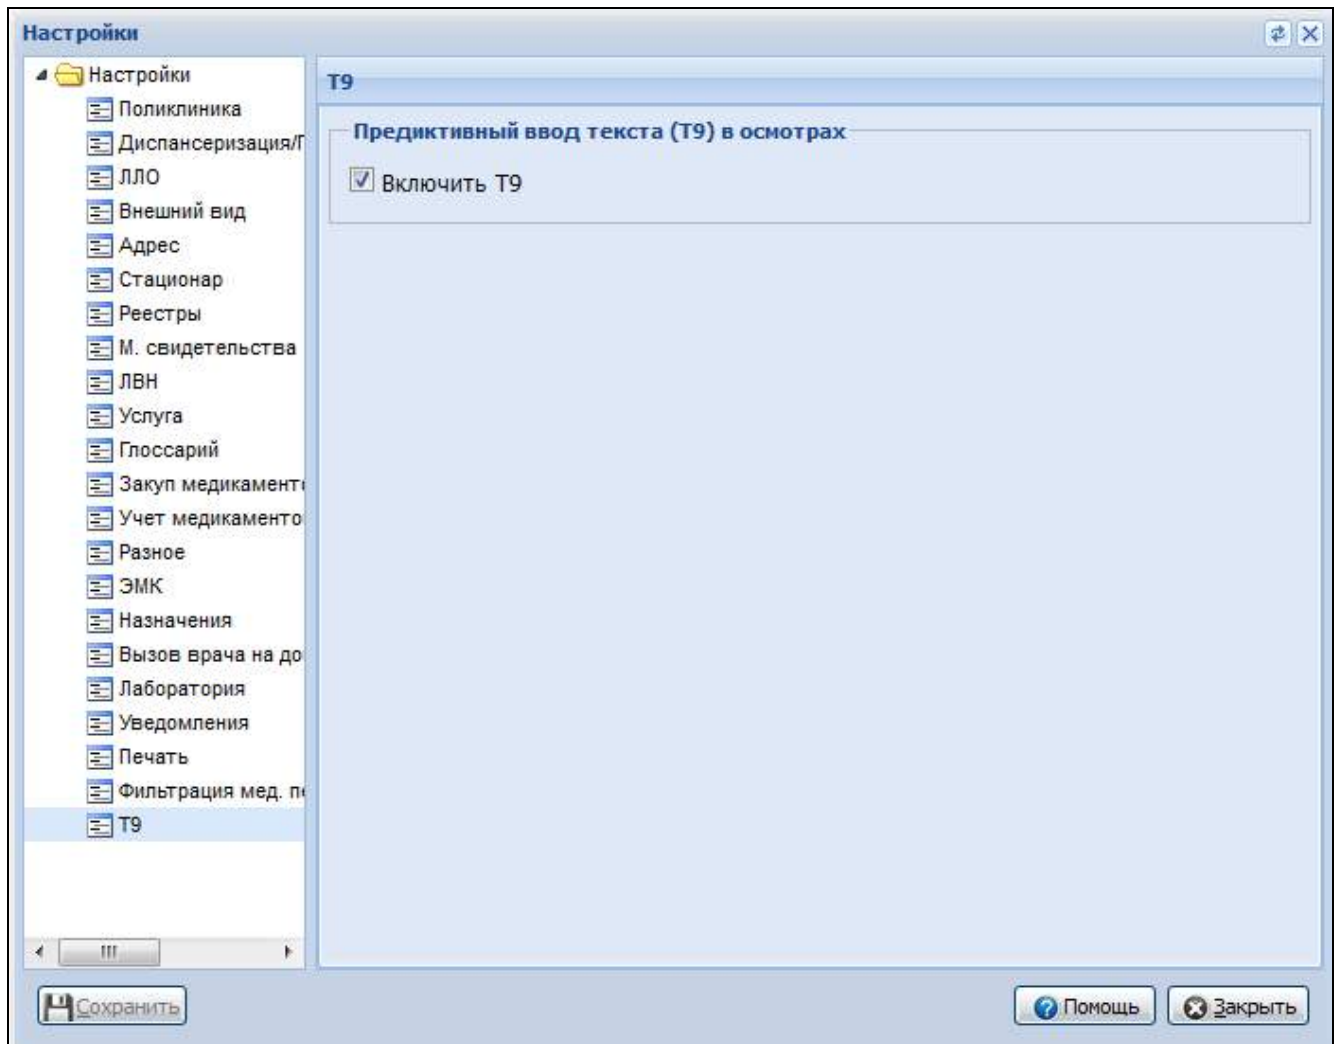 Настройки
Настройки
Поликлиника
Диспансеризация/П
ЛЛО
Внешний вид
Адрес
Стационар
Реестры
М. свидетельства
ЛВН
Услуга
Глоссарий
Закуп медикаменто
Учет медикаменто
Разное
ЭМК
Назначения
Вызов врача на до
Лаборатория
Уведомления
Печать
Фильтрация мед. пе
Т9
Т9
Предиктивный ввод текста (Т9) в осмотрах
Включить Т9
Сохранить
Помощь
Закрыть